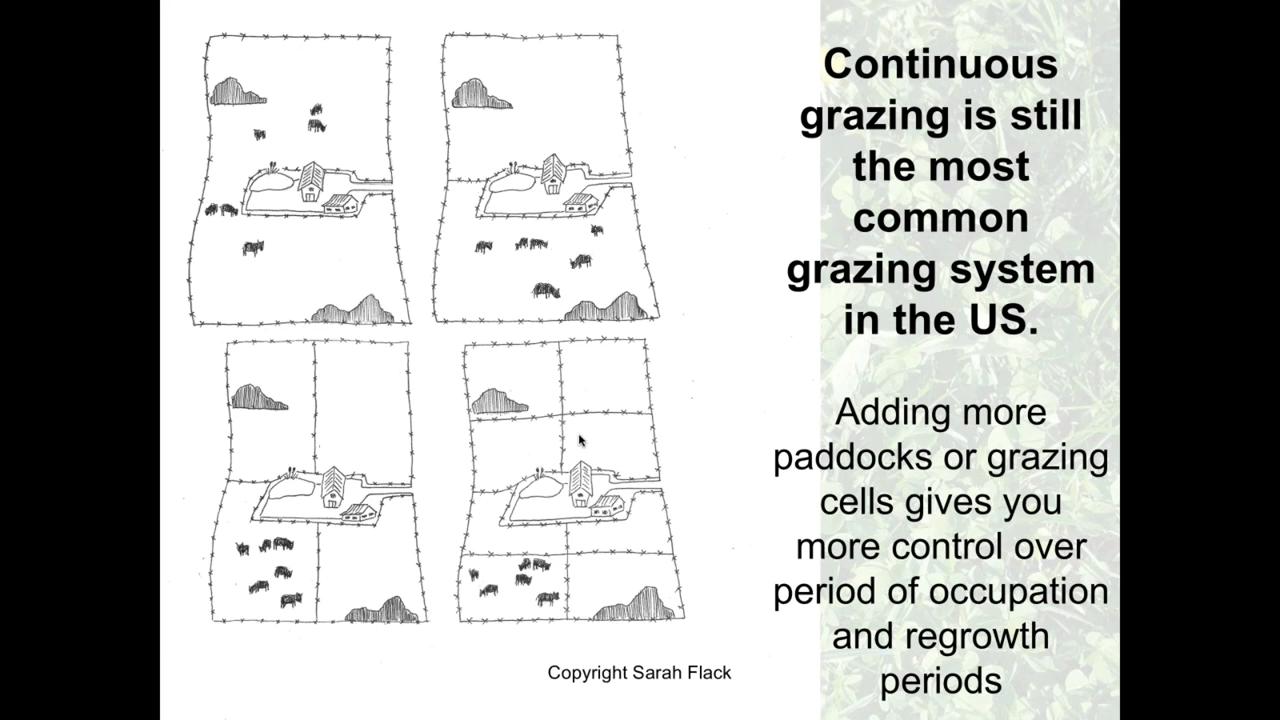 Continuous
grazing is still
the most
common
grazing system
in the US.
Adding more
paddocks or grazing
cells gives you
more control over
period of occupation
and regrowth
periods
Copyright Sarah Flack